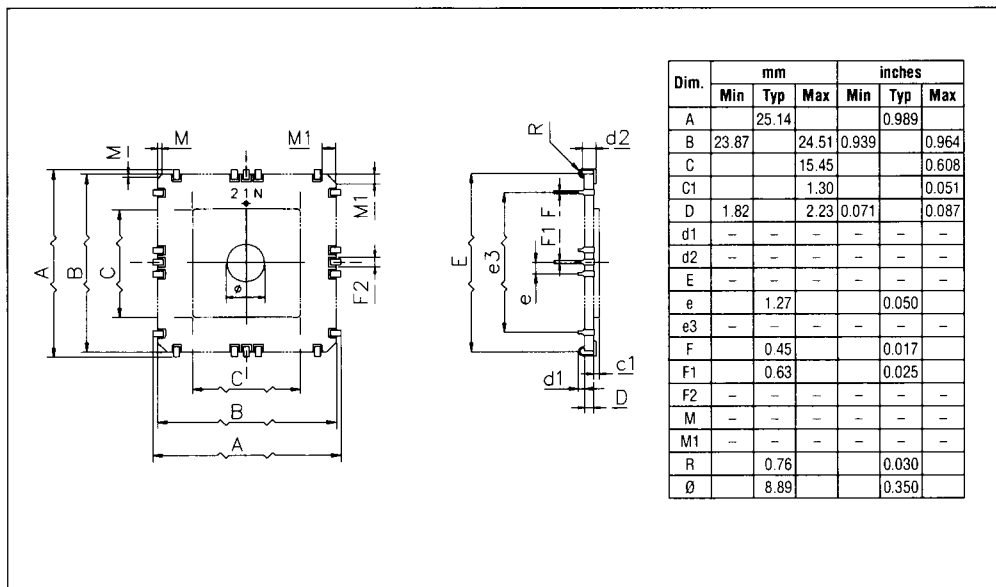 M
M
M1
M1
21N
A
B
C
ø
F2
C
B
A
R
d2
E
e3
F1
F
e
d1
c1
D
Dim. mm inches
Min Typ Max Min Typ Max
A 25.14 0.989
B 23.87 24.51 0.939 0.964
C 15.45 0.608
C1 1.30 0.051
D 1.82 2.23 0.071 0.087
d1 – – – – – –
d2 – – – – – –
E – – – – – –
e 1.27 0.050
e3 – – – – – –
F 0.45 0.017
F1 0.63 0.025
F2 – – – – – –
M – – – – – –
M1 – – – – – –
R 0.76 0.030
Ø 8.89 0.350